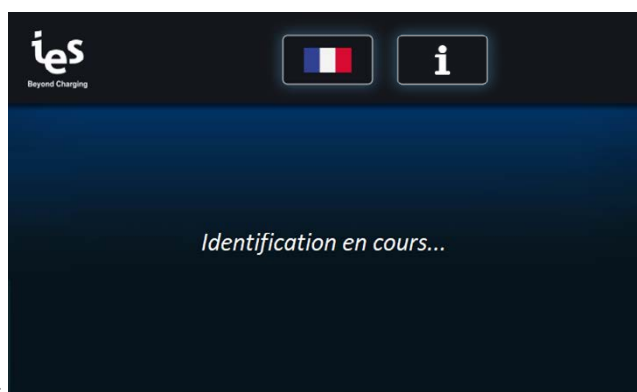 ies
Beyond Charging
i
Identification en cours...